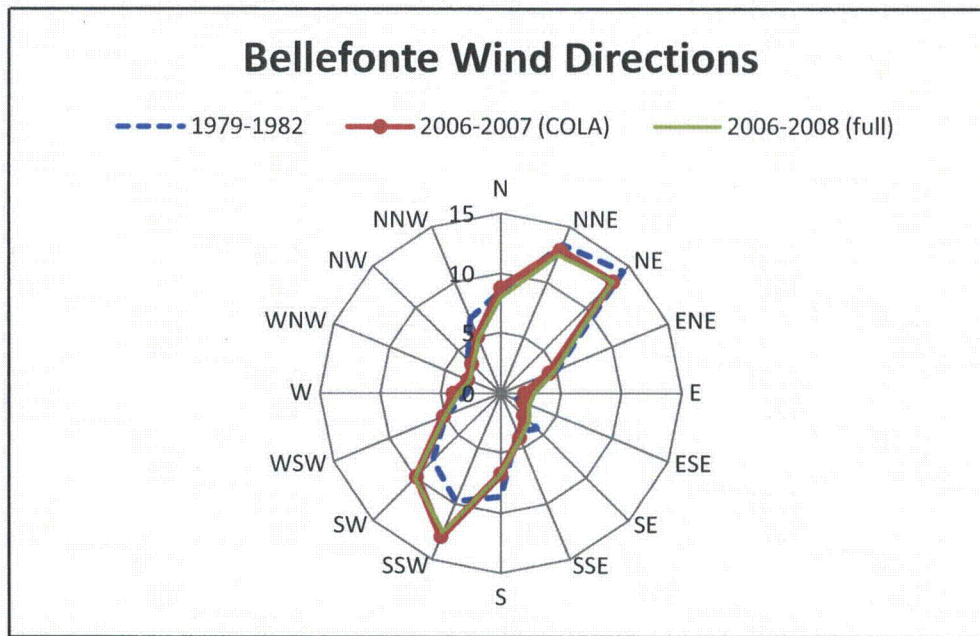 Bellefonte Wind Directions
1979-1982 2006-2007 (COLA) 2006-2008 (full)
N
NNW 15 NNE
NW 10 NE
WNW 5 ENE
W 0 E
WSW ESE
SW SE
SSW SSE
S